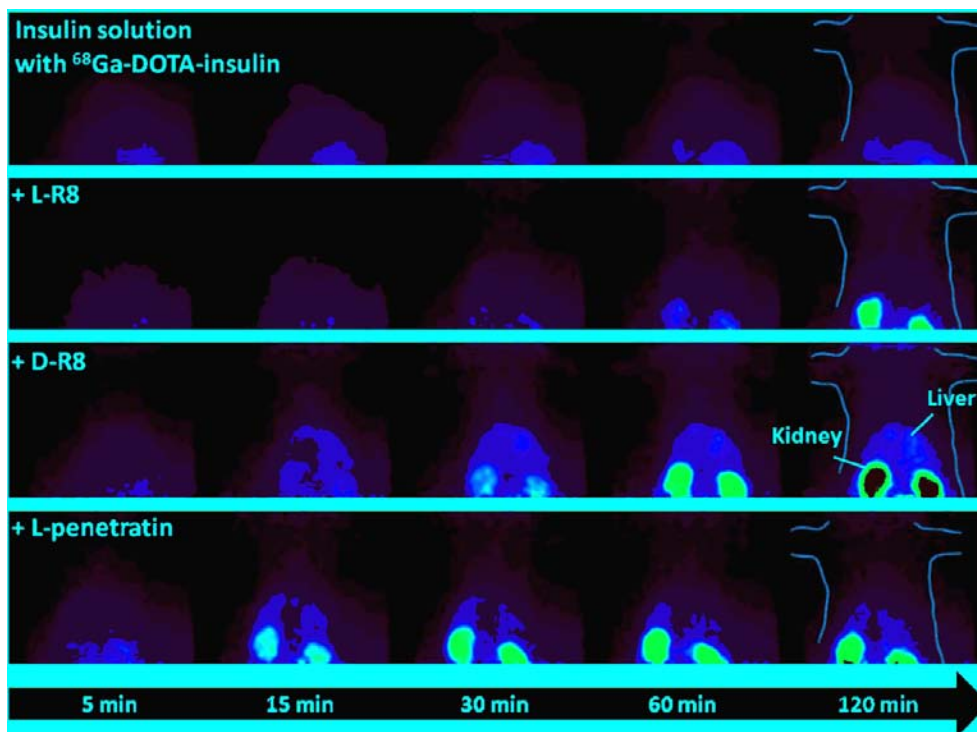 Insulin solution
with ⁶⁸Ga-DOTA-insulin
+ L-R8
+ D-R8
Liver
Kidney
+ L-penetratin
5 min
15 min
30 min
60 min
120 min